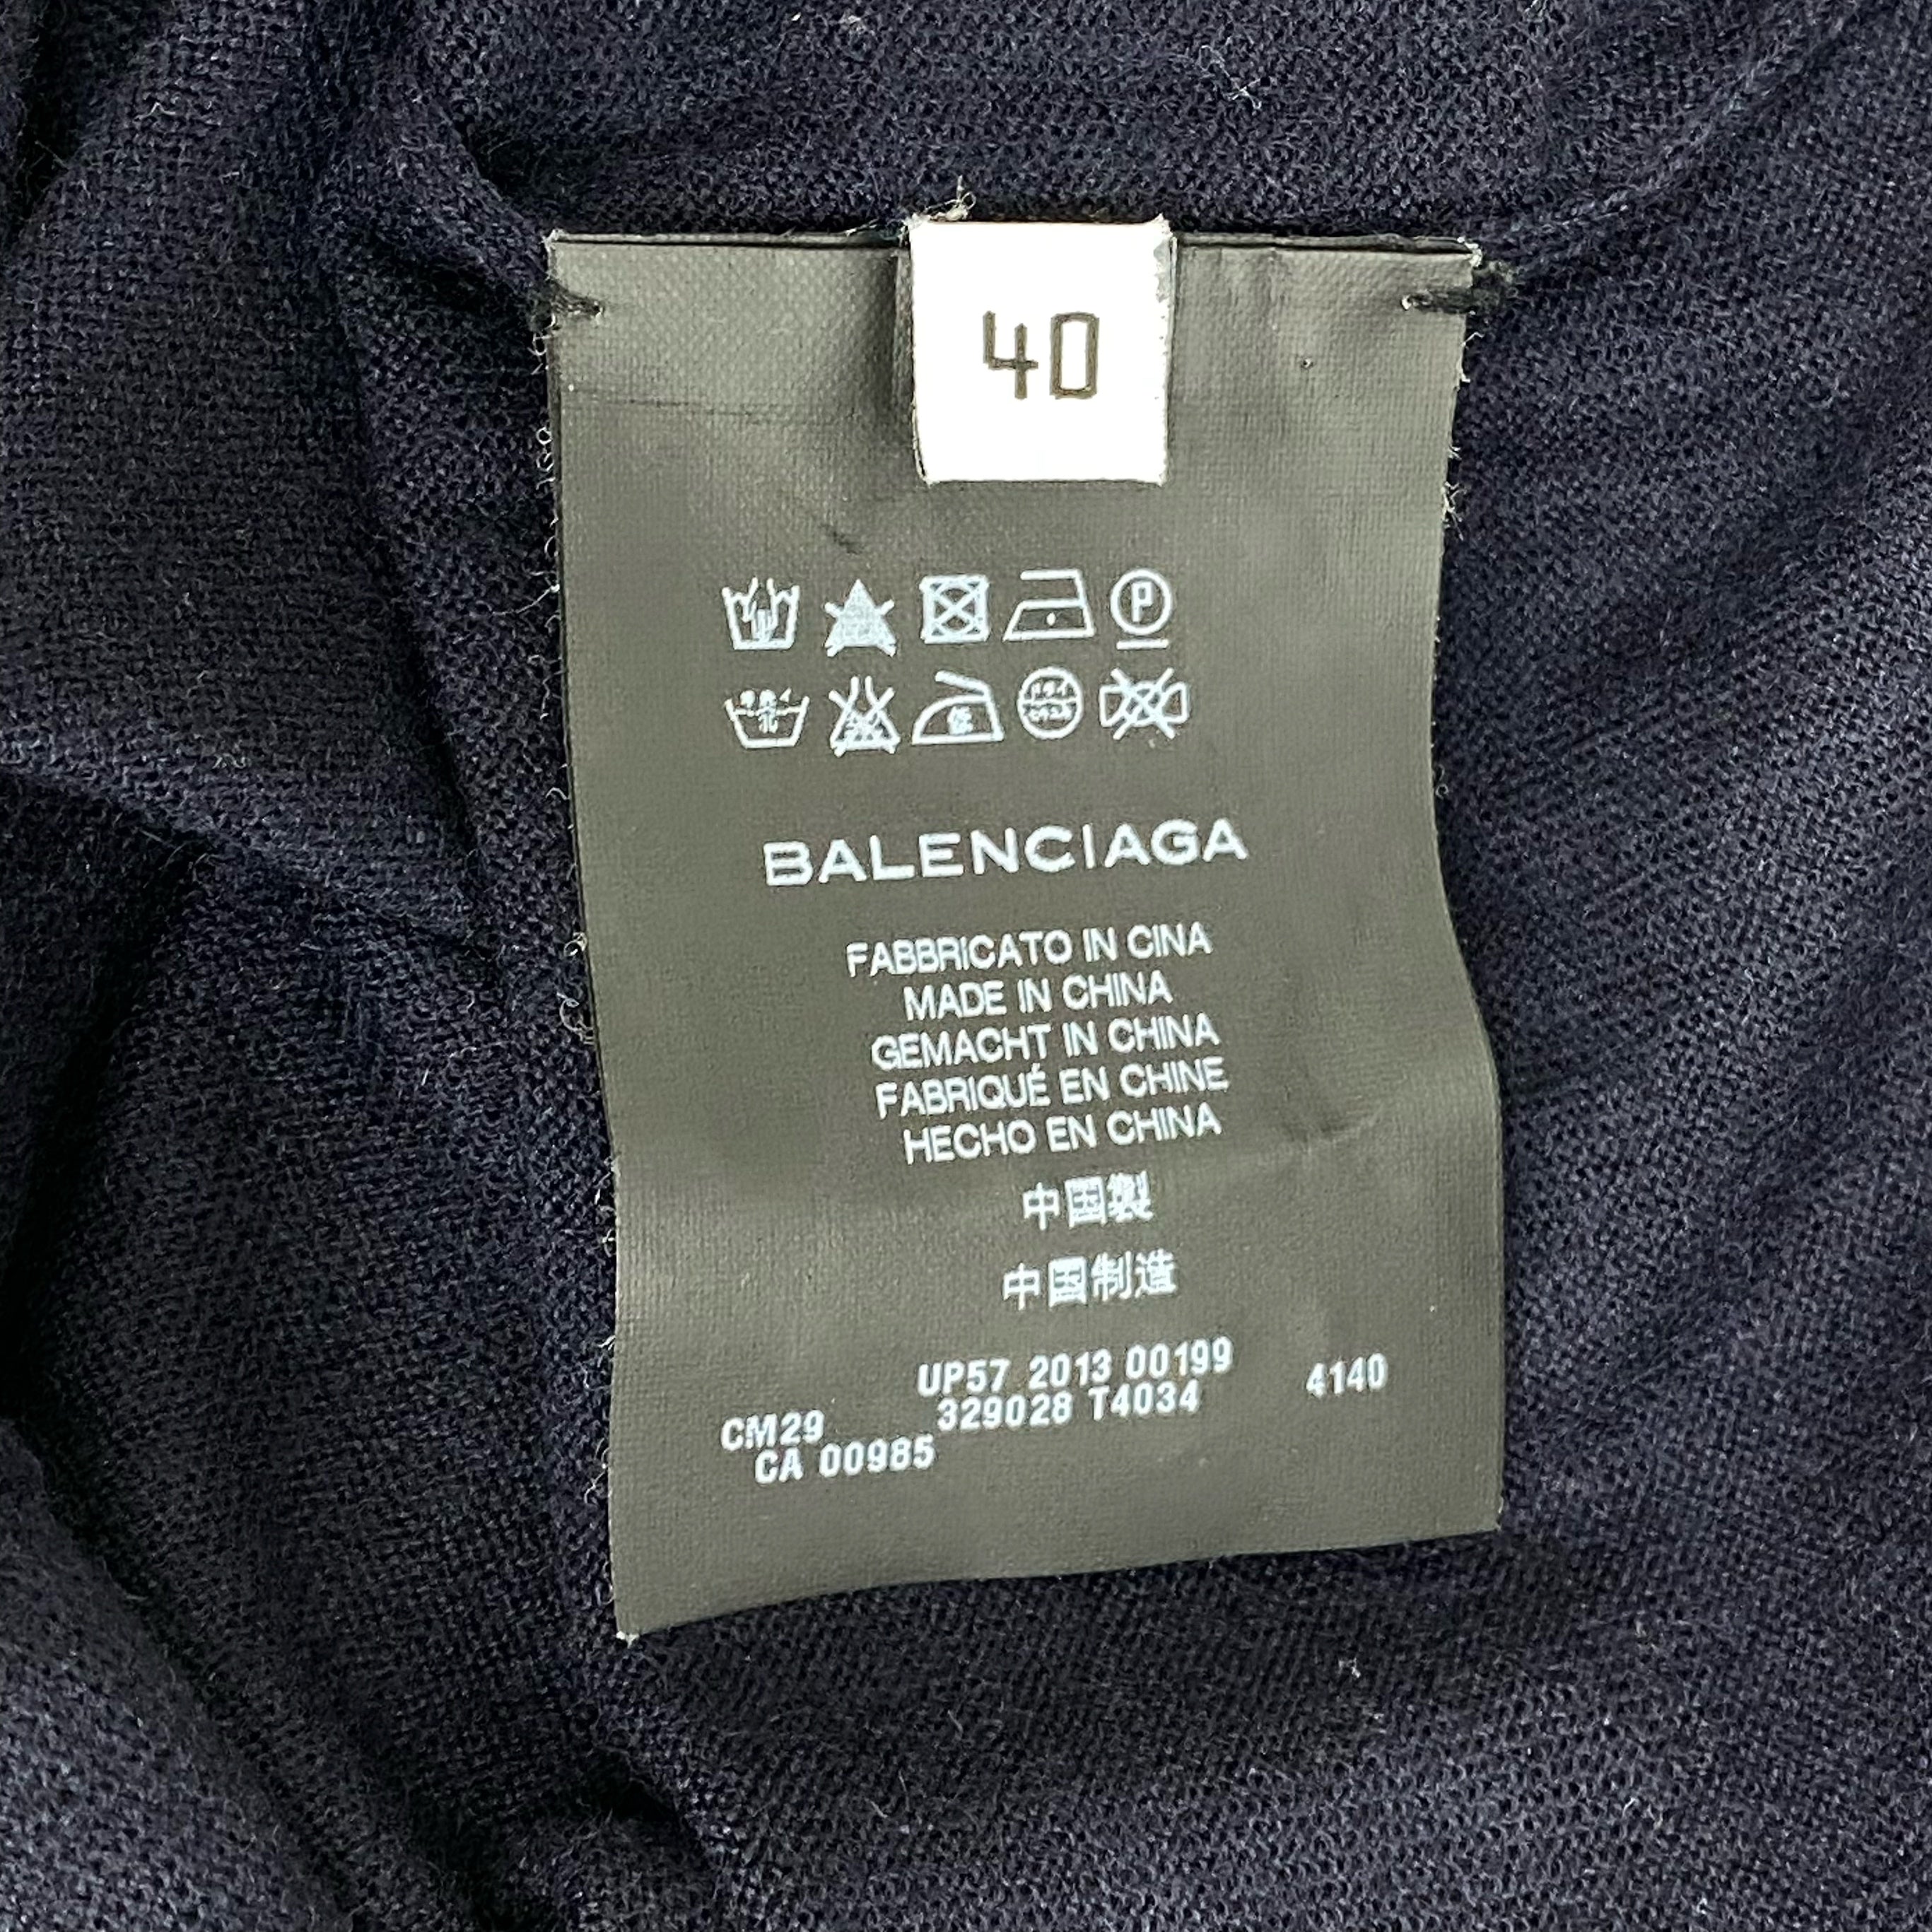 40
P
BALENCIAGA
FABBRICATO IN CINA
MADE IN CHINA
GEMACHT IN CHINA
FABRIQUÉ EN CHINE
HECHO EN CHINA
中国製
中国制造
UP57 2013 00199
4140
CM29 329028 T4034
CA 00985